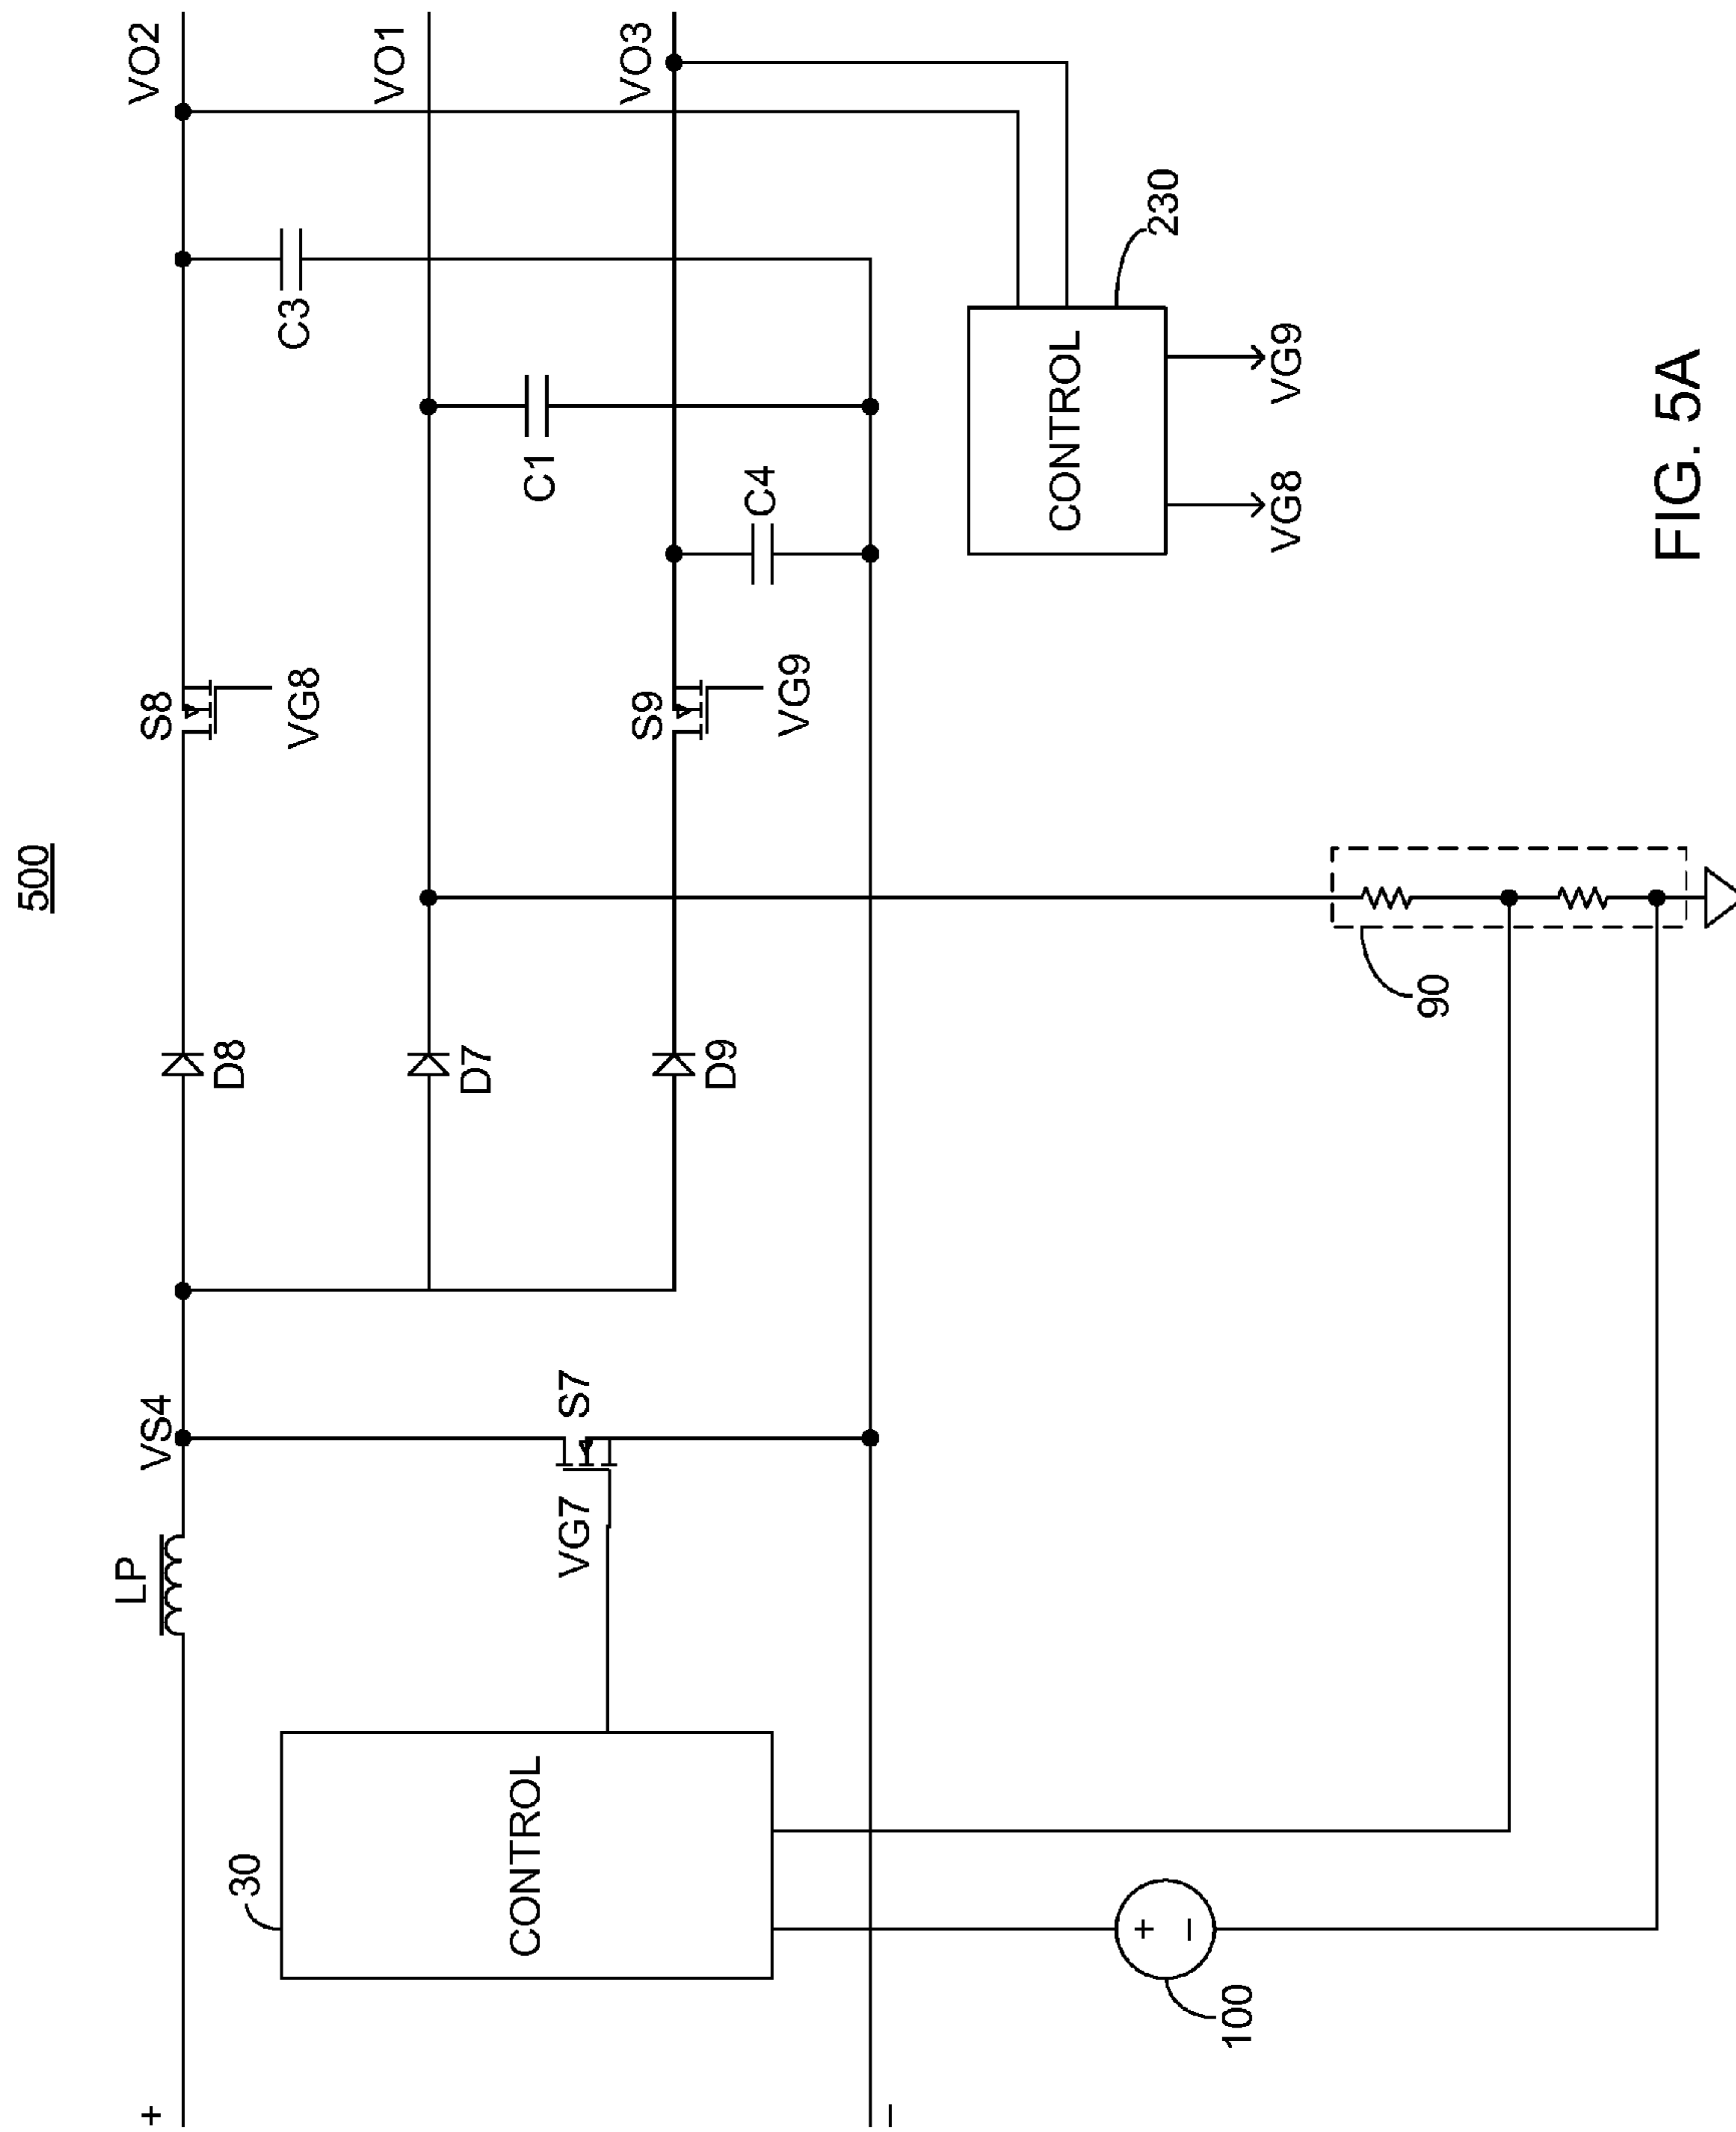 500
+
LP
VS4
D8
S8
VO2
VG8
C3
30
CONTROL
VG7
S7
D7
VO1
C1
D9
S9
VO3
VG9
C4
−
CONTROL
230
VG8
VG9
+
−
100
90
FIG. 5A